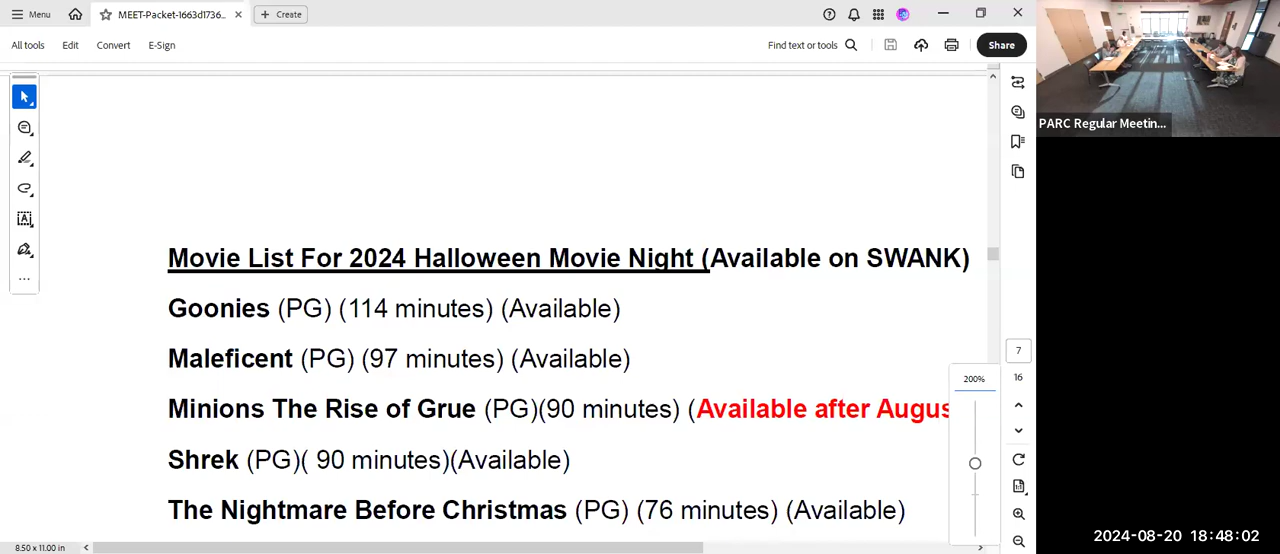 Menu
MEET-Packet-1663d1736...
Create
All tools
Edit
Convert
E-Sign
Find text or tools
Share
PARC Regular Meetin...
Movie List For 2024 Halloween Movie Night (Available on SWANK)
Goonies (PG) (114 minutes) (Available)
Maleficent (PG) (97 minutes) (Available)
Minions The Rise of Grue (PG)(90 minutes) (Available after Augus
Shrek (PG)( 90 minutes)(Available)
The Nightmare Before Christmas (PG) (76 minutes) (Available)
7
16
200%
8.50 x 11.00 in
2024-08-20 18:48:02